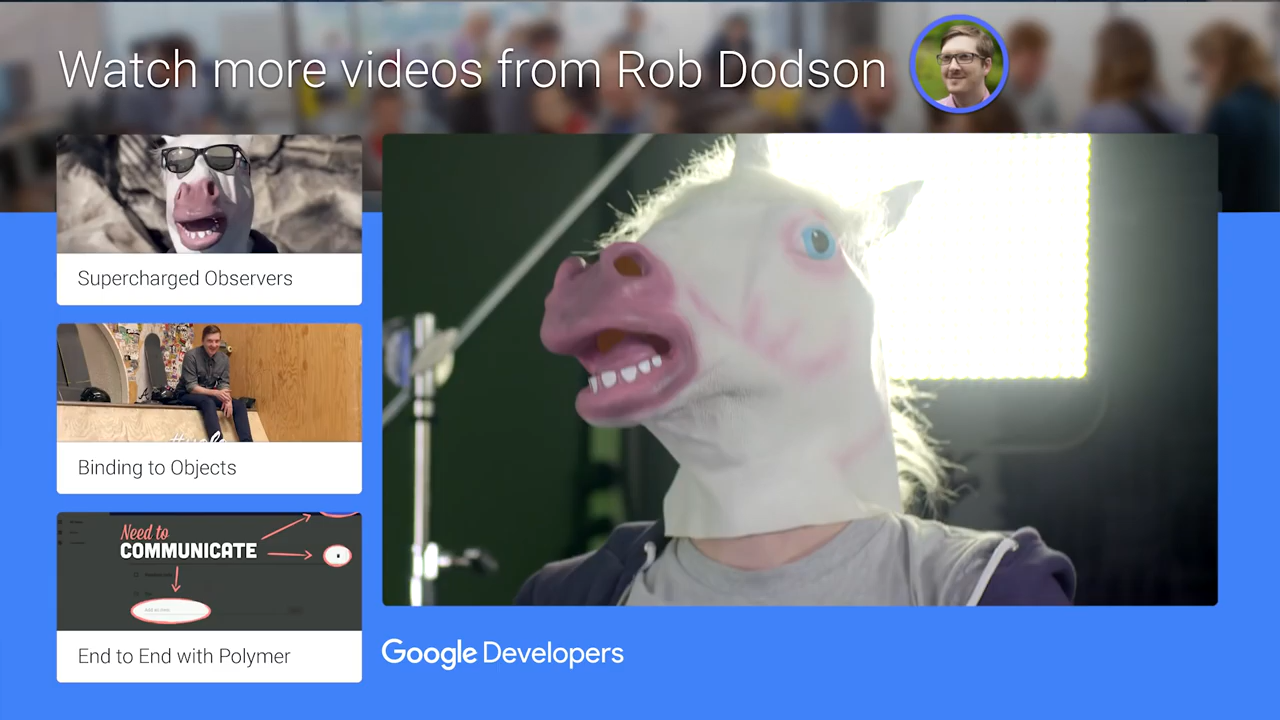 Watch more videos from Rob Dodson
Supercharged Observers
Binding to Objects
Need to
COMMUNICATE
End to End with Polymer
Google Developers